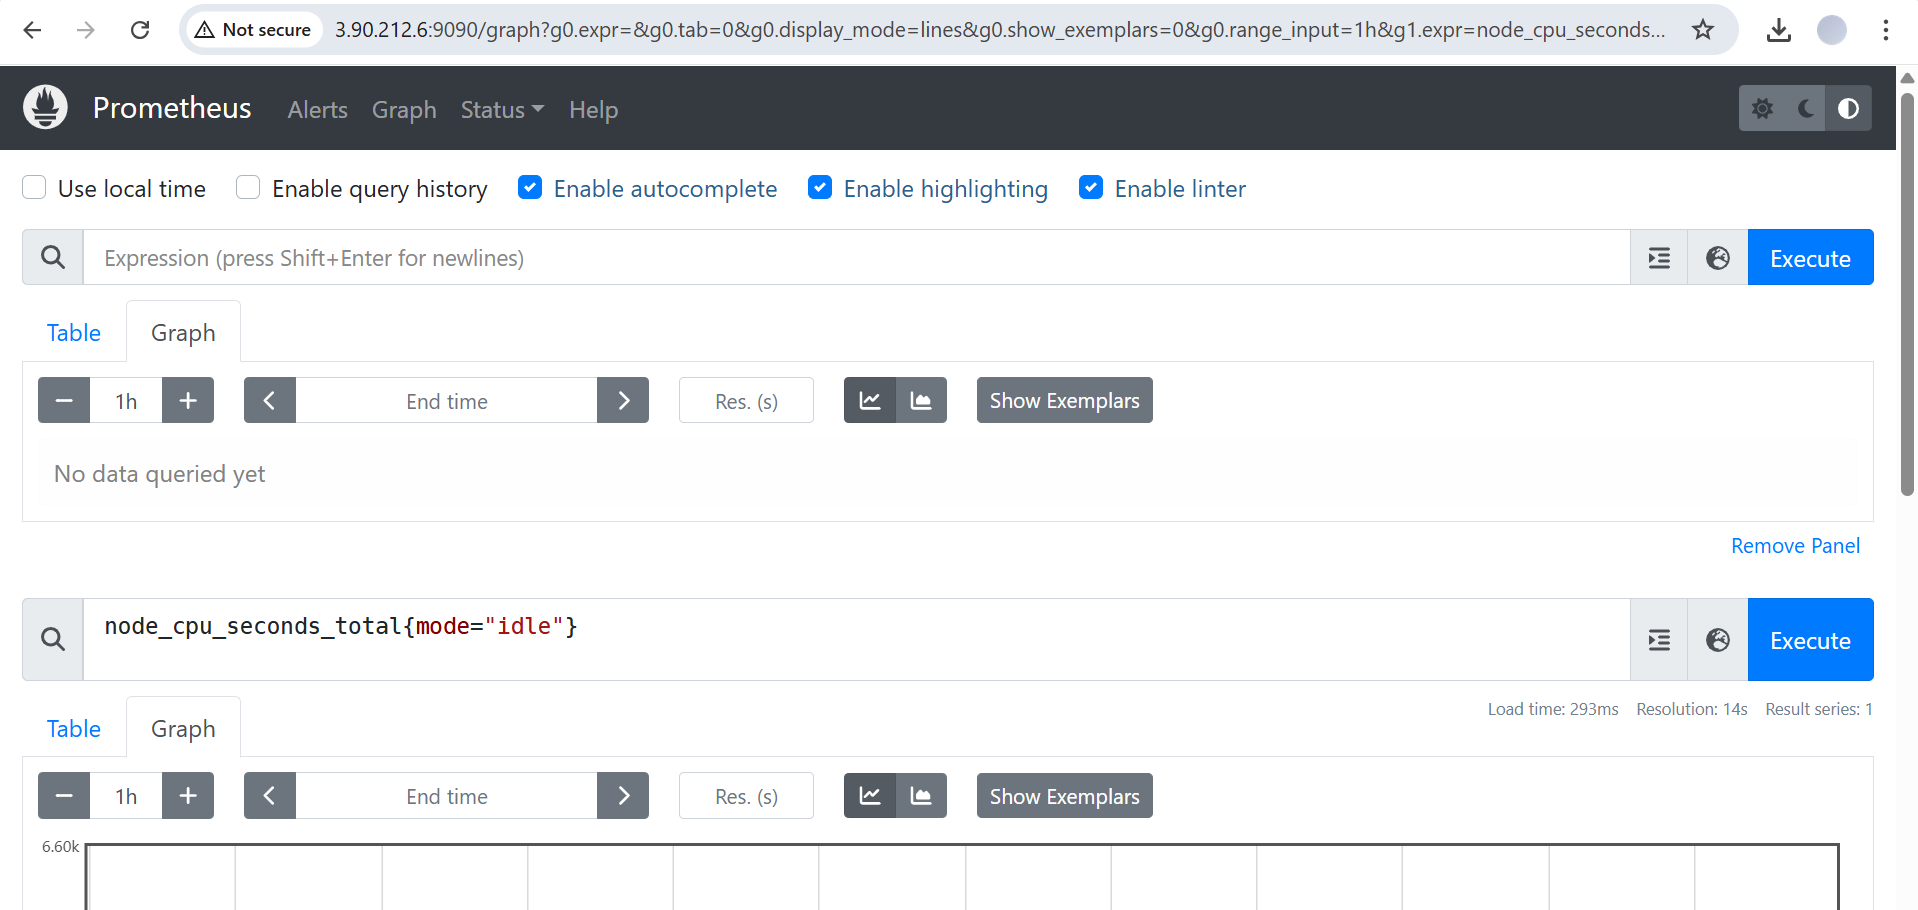 Not secure 3.90.212.6:9090/graph?g0.expr=&g0.tab=0&g0.display_mode=lines&g0.show_exemplars=0&g0.range_input=1h&g1.expr=node_cpu_seconds...
Prometheus Alerts Graph Status Help
Use local time Enable query history Enable autocomplete Enable highlighting Enable linter
Expression (press Shift+Enter for newlines) Execute
Table Graph
1h End time Res. (s) Show Exemplars
No data queried yet
Remove Panel
node_cpu_seconds_total{mode="idle"}
Execute
Load time: 293ms Resolution: 14s Result series: 1
Table Graph
1h End time Res. (s) Show Exemplars
6.60k